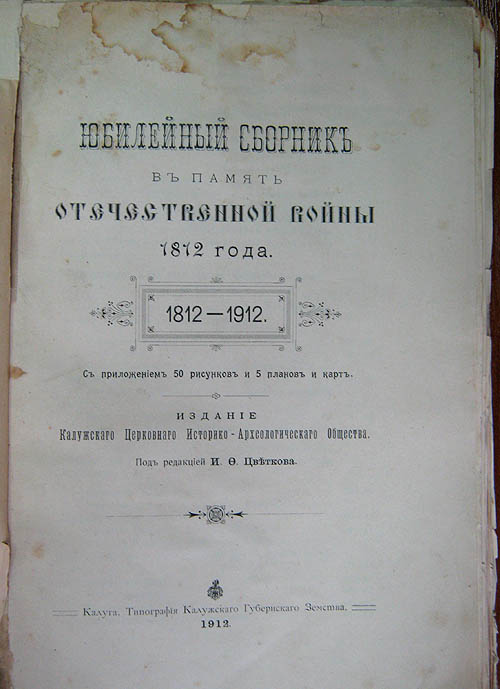 ЮБИЛЕЙНЫЙ СБОРНИКЪ
ВЪ ПАМЯТЬ
ОТЕЧЕСТВЕННОЙ ВОЙНЫ
1812 года.
1812—1912.
Съ приложеніемъ 50 рисунковъ и 5 плановъ и картъ.
ИЗДАНІЕ
Калужскаго Церковнаго Историко-Археологическаго Общества.
Подъ редакціей И. Ѳ. Цвѣткова.
Калуга. Типографія Калужскаго Губернскаго Земства.
1912.